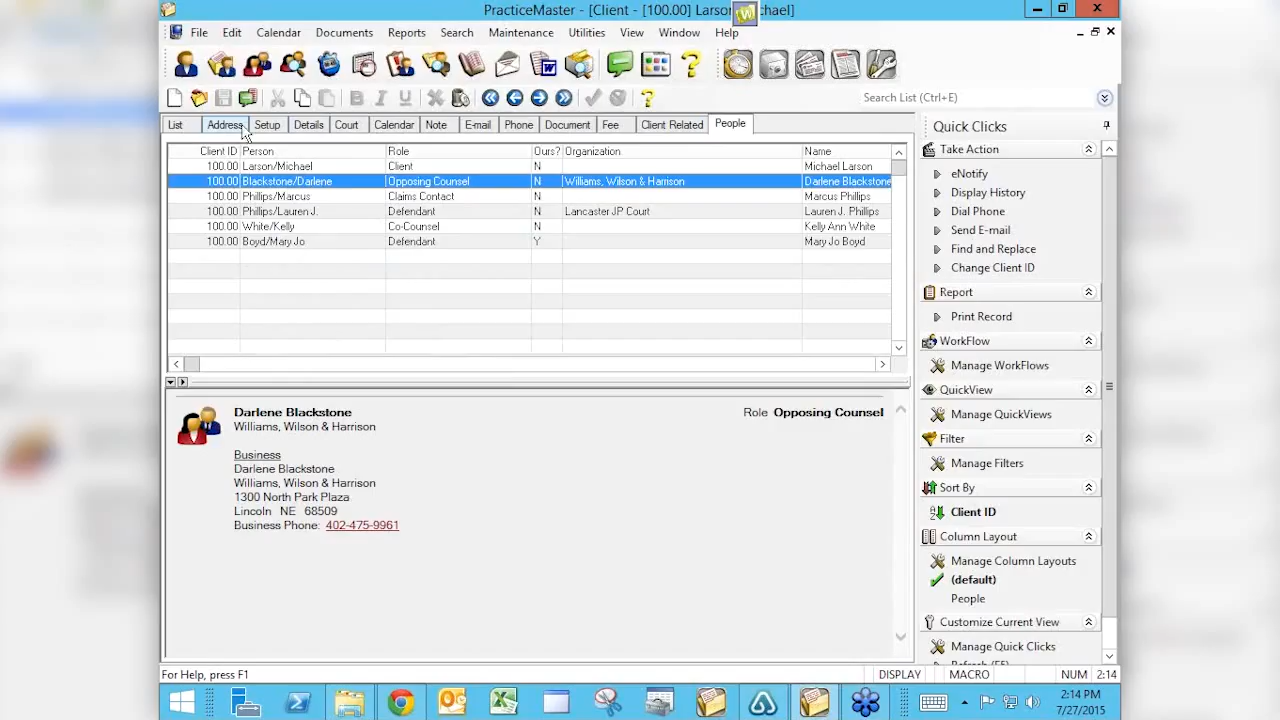 PracticeMaster - [Client - [100.00] Larson/Michael]
File Edit Calendar Documents Reports Search Maintenance Utilities View Window Help
Search List (Ctrl+E)
List Address Setup Details Court Calendar Note E-mail Phone Document Fee Client Related People
Client ID Person Role Ours? Organization Name
100.00 Larson/Michael Client N Michael Larson
100.00 Blackstone/Darlene Opposing Counsel N Williams, Wilson & Harrison Darlene Blackstone
100.00 Phillips/Marcus Claims Contact N Marcus Phillips
100.00 Phillips/Lauren J. Defendant N Lancaster JP Court Lauren J. Phillips
100.00 White/Kelly Co-Counsel N Kelly Ann White
100.00 Boyd/Mary Jo Defendant Y Mary Jo Boyd
Darlene Blackstone Role Opposing Counsel
Williams, Wilson & Harrison
Business
Darlene Blackstone
Williams, Wilson & Harrison
1300 North Park Plaza
Lincoln NE 68509
Business Phone: 402-475-9961
Quick Clicks
Take Action
eNotify
Display History
Dial Phone
Send E-mail
Find and Replace
Change Client ID
Report
Print Record
WorkFlow
Manage WorkFlows
QuickView
Manage QuickViews
Filter
Manage Filters
Sort By
Client ID
Column Layout
Manage Column Layouts
(default)
People
Customize Current View
Manage Quick Clicks
Refresh (F5)
For Help, press F1 DISPLAY MACRO NUM 2:14
2:14 PM
7/27/2015